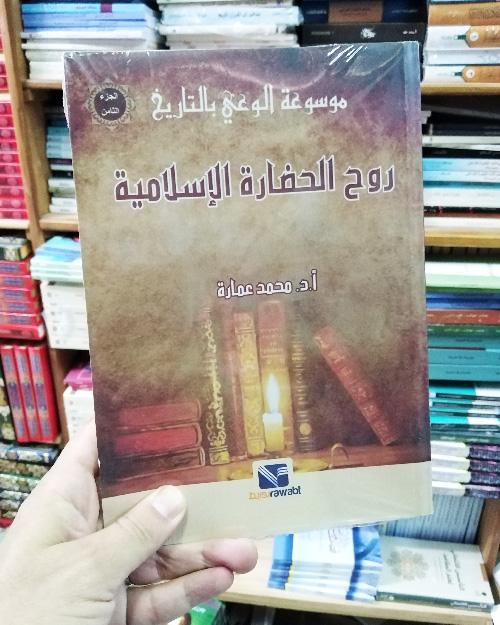 الجزء
الثامن
موسوعة الوعي بالتاريخ
روح الحضارة الإسلامية
أ.د. محمد عمارة
rawabt